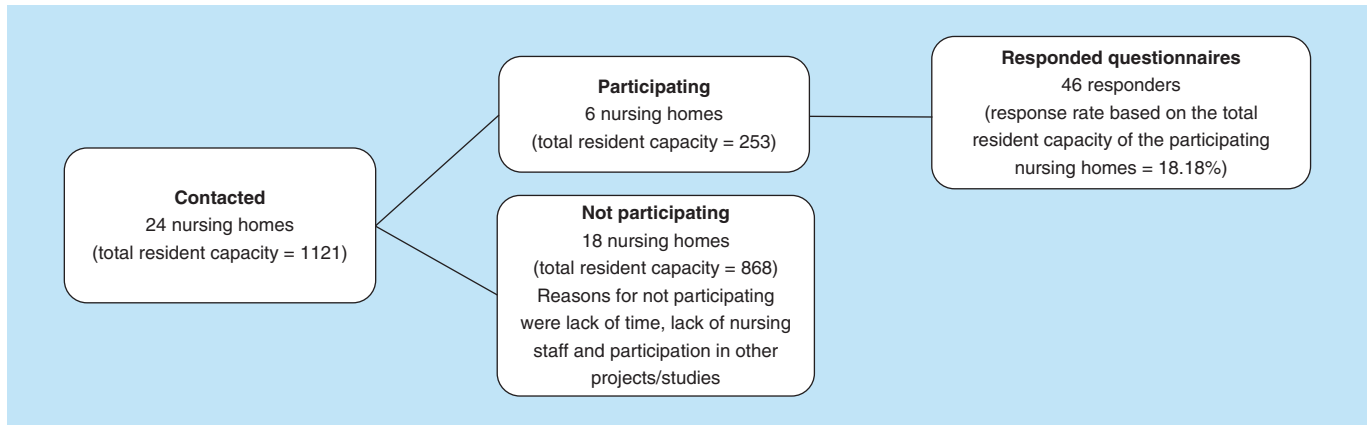 Contacted
24 nursing homes
(total resident capacity = 1121)
Participating
6 nursing homes
(total resident capacity = 253)
Not participating
18 nursing homes
(total resident capacity = 868)
Reasons for not participating
were lack of time, lack of nursing
staff and participation in other
projects/studies
Responded questionnaires
46 responders
(response rate based on the total
resident capacity of the participating
nursing homes = 18.18%)